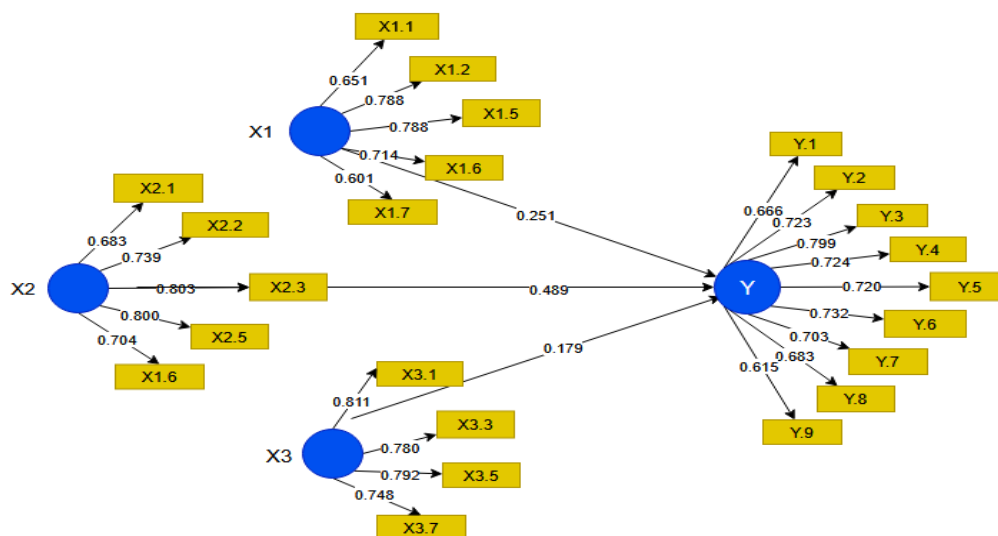 X1.1
0.651
X1.2
0.788
X1
X1.5
0.788
X1.6
0.714
0.601
X1.7
0.251
X2.1
0.683
X2.2
0.739
X2
0.803
X2.3
0.489
0.800
X2.5
0.704
X1.6
0.179
X3.1
0.811
X3.3
0.780
X3
X3.5
0.792
0.748
X3.7
Y
Y.1
0.666
Y.2
0.723
Y.3
0.799
Y.4
0.724
Y.5
0.720
Y.6
0.732
Y.7
0.703
Y.8
0.683
Y.9
0.615